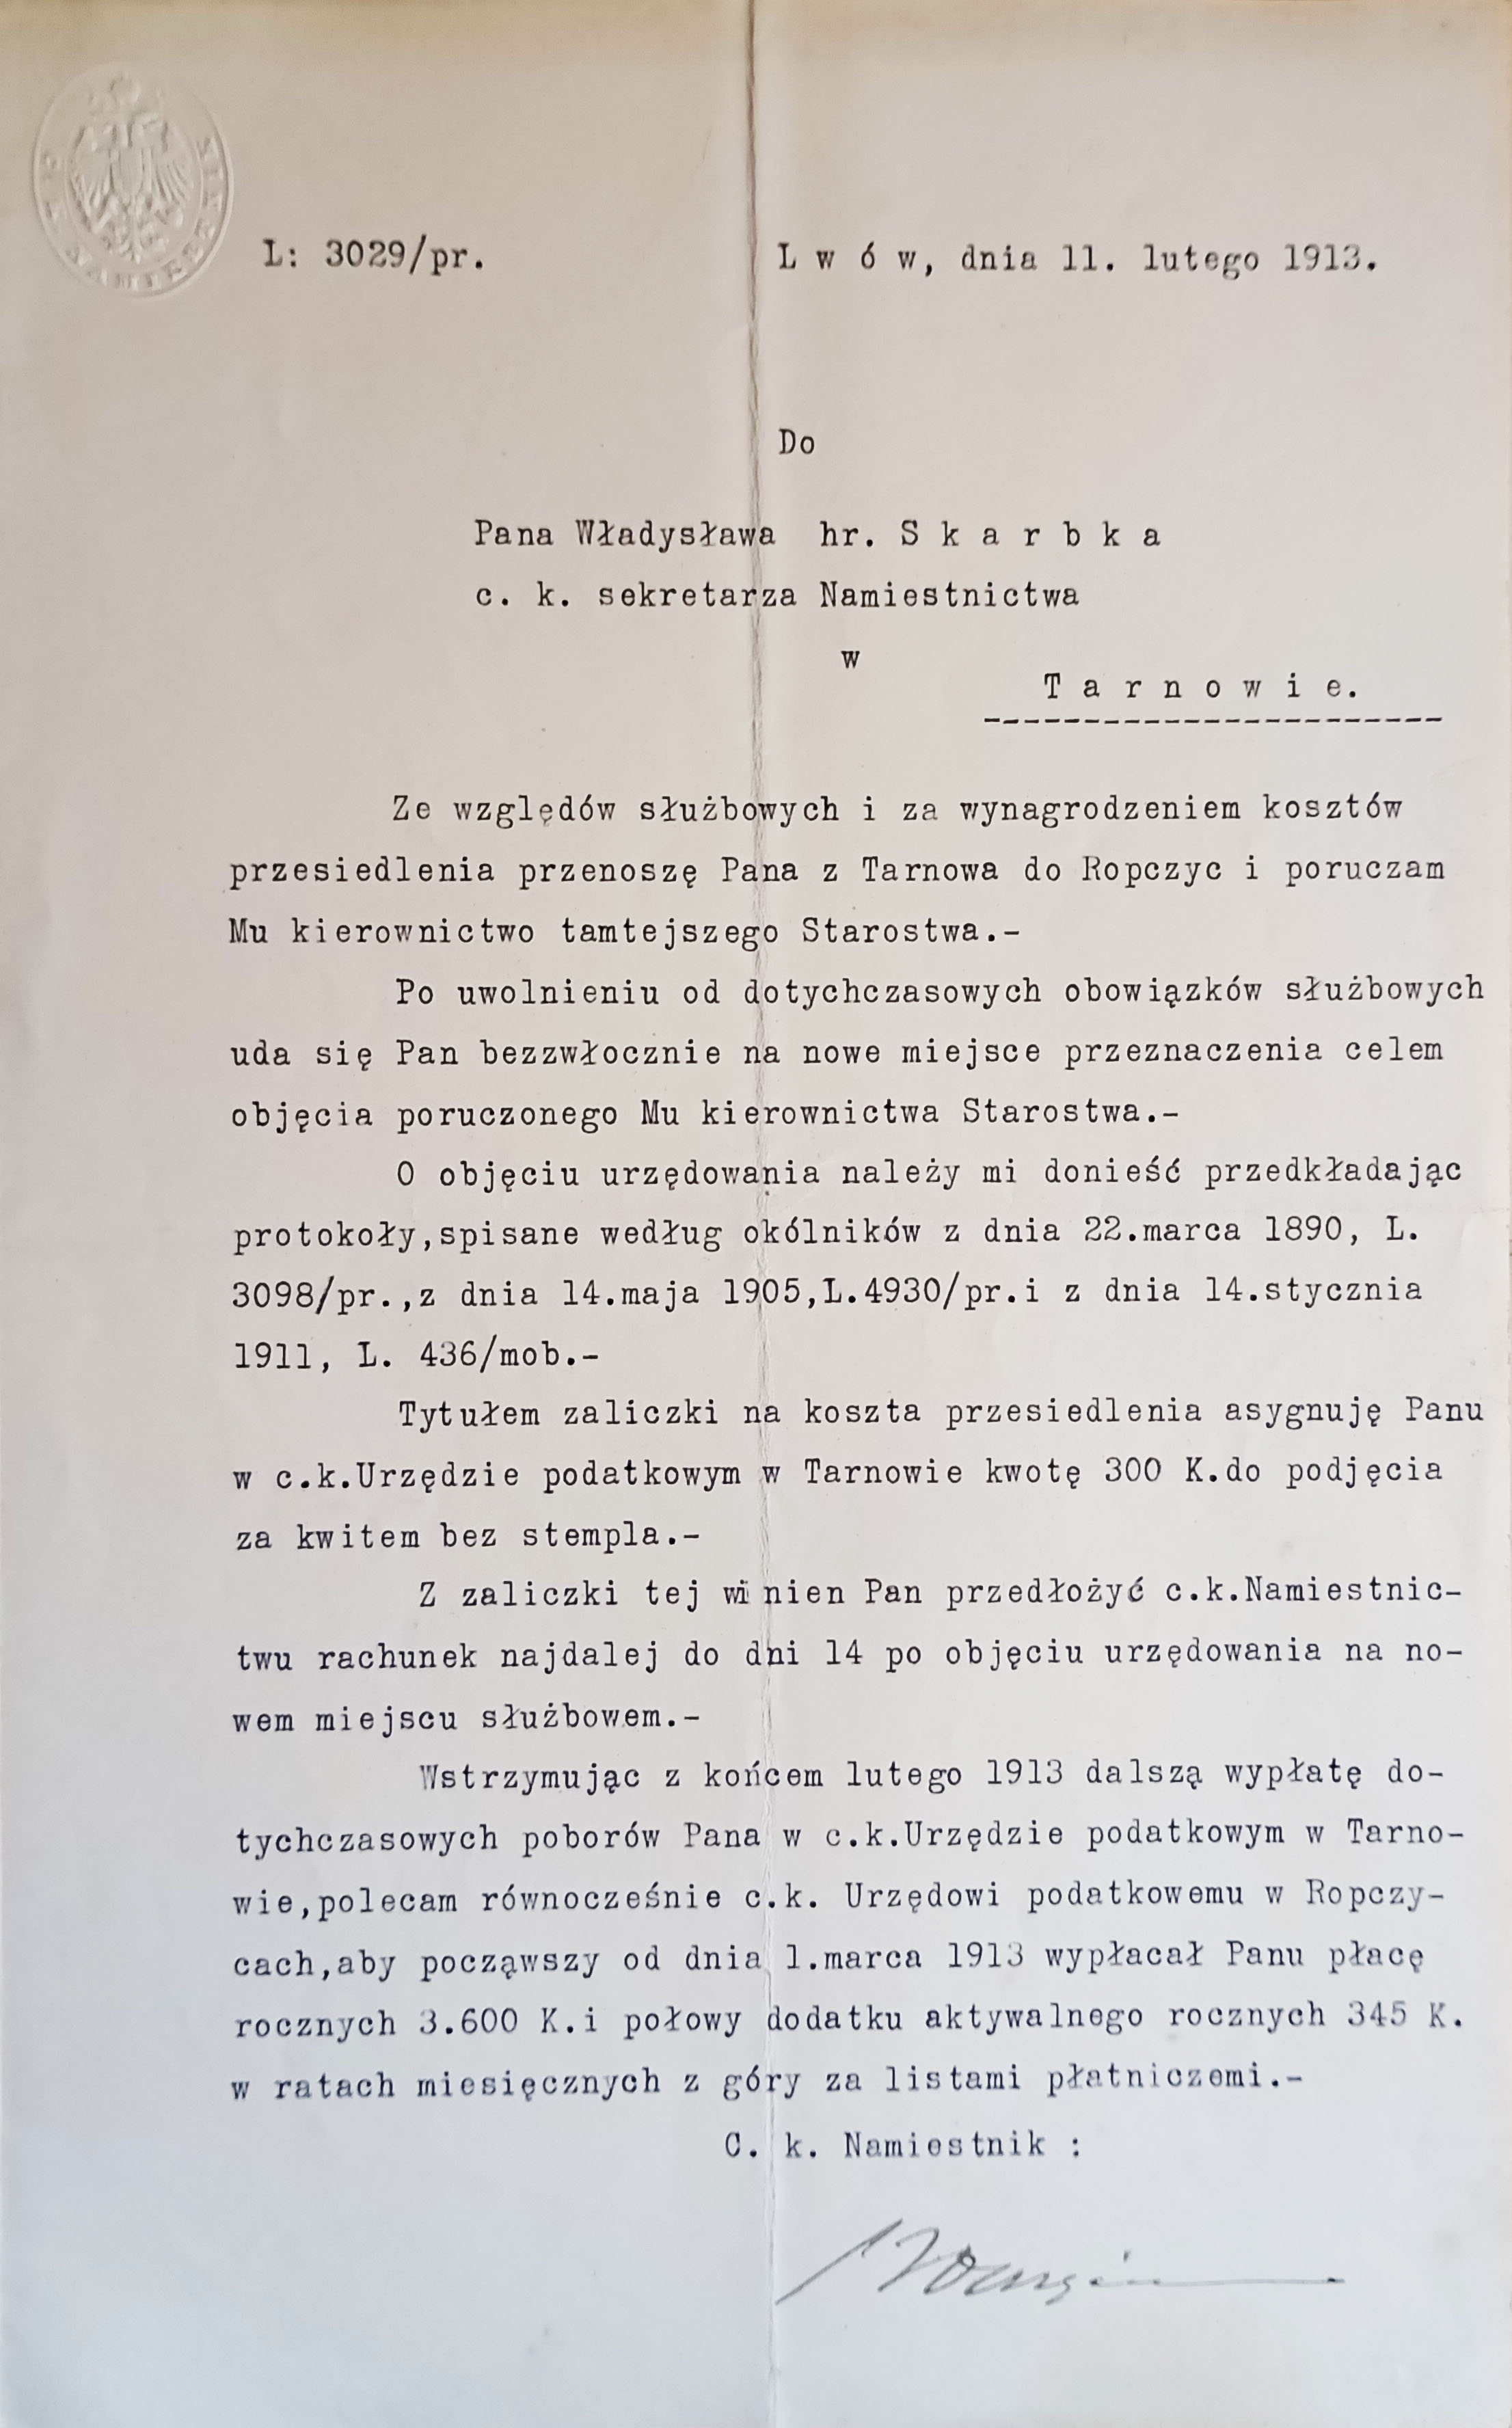 C. K. NAMIESTNIK
L: 3029/pr.
L w ó w, dnia 11. lutego 1913.
Do
Pana Władysława hr. S k a r b k a
c. k. sekretarza Namiestnictwa
w
T a r n o w i e.
-----------------------
Ze względów służbowych i za wynagrodzeniem kosztów
przesiedlenia przenoszę Pana z Tarnowa do Ropczyc i poruczam
Mu kierownictwo tamtejszego Starostwa.-
Po uwolnieniu od dotychczasowych obowiązków służbowych
uda się Pan bezzwłocznie na nowe miejsce przeznaczenia celem
objęcia poruczonego Mu kierownictwa Starostwa.-
O objęciu urzędowania należy mi donieść przedkładając
protokoły,spisane według okólników z dnia 22.marca 1890, L.
3098/pr.,z dnia 14.maja 1905,L.4930/pr.i z dnia 14.stycznia
1911, L. 436/mob.-
Tytułem zaliczki na koszta przesiedlenia asygnuję Panu
w c.k.Urzędzie podatkowym w Tarnowie kwotę 300 K.do podjęcia
za kwitem bez stempla.-
Z zaliczki tej winien Pan przedłożyć c.k.Namiestnic-
twu rachunek najdalej do dni 14 po objęciu urzędowania na no-
wem miejscu służbowem.-
Wstrzymując z końcem lutego 1913 dalszą wypłatę do-
tychczasowych poborów Pana w c.k.Urzędzie podatkowym w Tarno-
wie,polecam równocześnie c.k. Urzędowi podatkowemu w Ropczy-
cach,aby począwszy od dnia 1.marca 1913 wypłacał Panu płacę
rocznych 3.600 K.i połowy dodatku aktywalnego rocznych 345 K.
w ratach miesięcznych z góry za listami płatniczemi.-
C. k. Namiestnik :